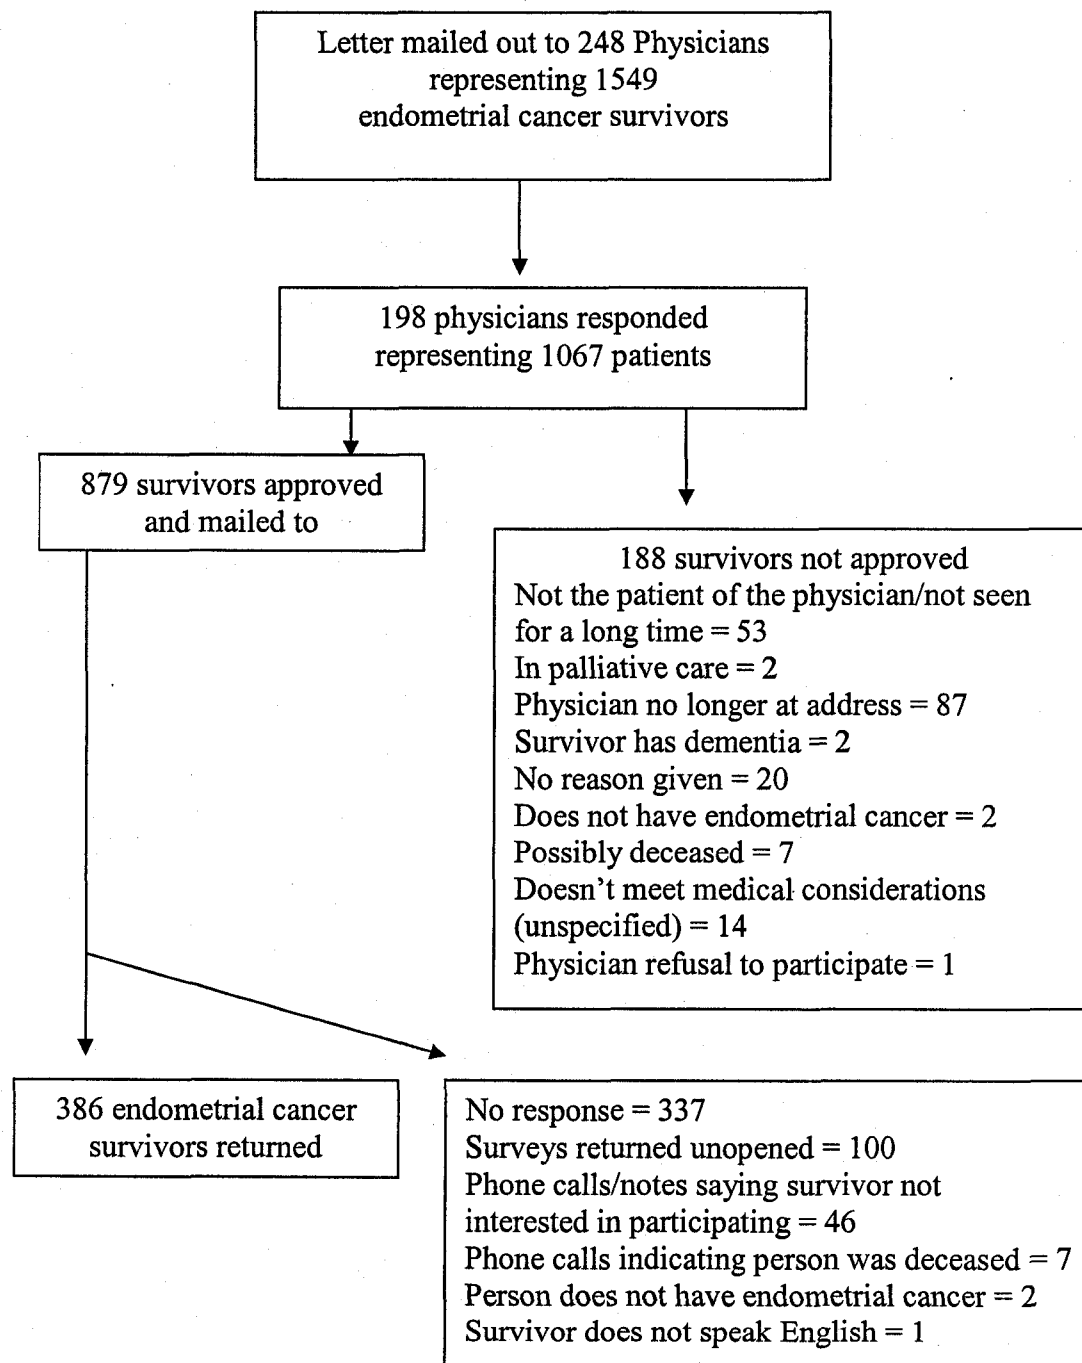 Letter mailed out to 248 Physicians
representing 1549
endometrial cancer survivors
198 physicians responded
representing 1067 patients
879 survivors approved
and mailed to
188 survivors not approved
Not the patient of the physician/not seen
for a long time = 53
In palliative care = 2
Physician no longer at address = 87
Survivor has dementia = 2
No reason given = 20
Does not have endometrial cancer = 2
Possibly deceased = 7
Doesn't meet medical considerations
(unspecified) = 14
Physician refusal to participate = 1
386 endometrial cancer
survivors returned
No response = 337
Surveys returned unopened = 100
Phone calls/notes saying survivor not
interested in participating = 46
Phone calls indicating person was deceased = 7
Person does not have endometrial cancer = 2
Survivor does not speak English = 1